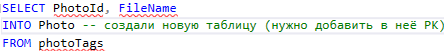 SELECT PhotoId, FileName
INTO Photo -- создали новую таблицу (нужно добавить в неё PK)
FROM photoTags